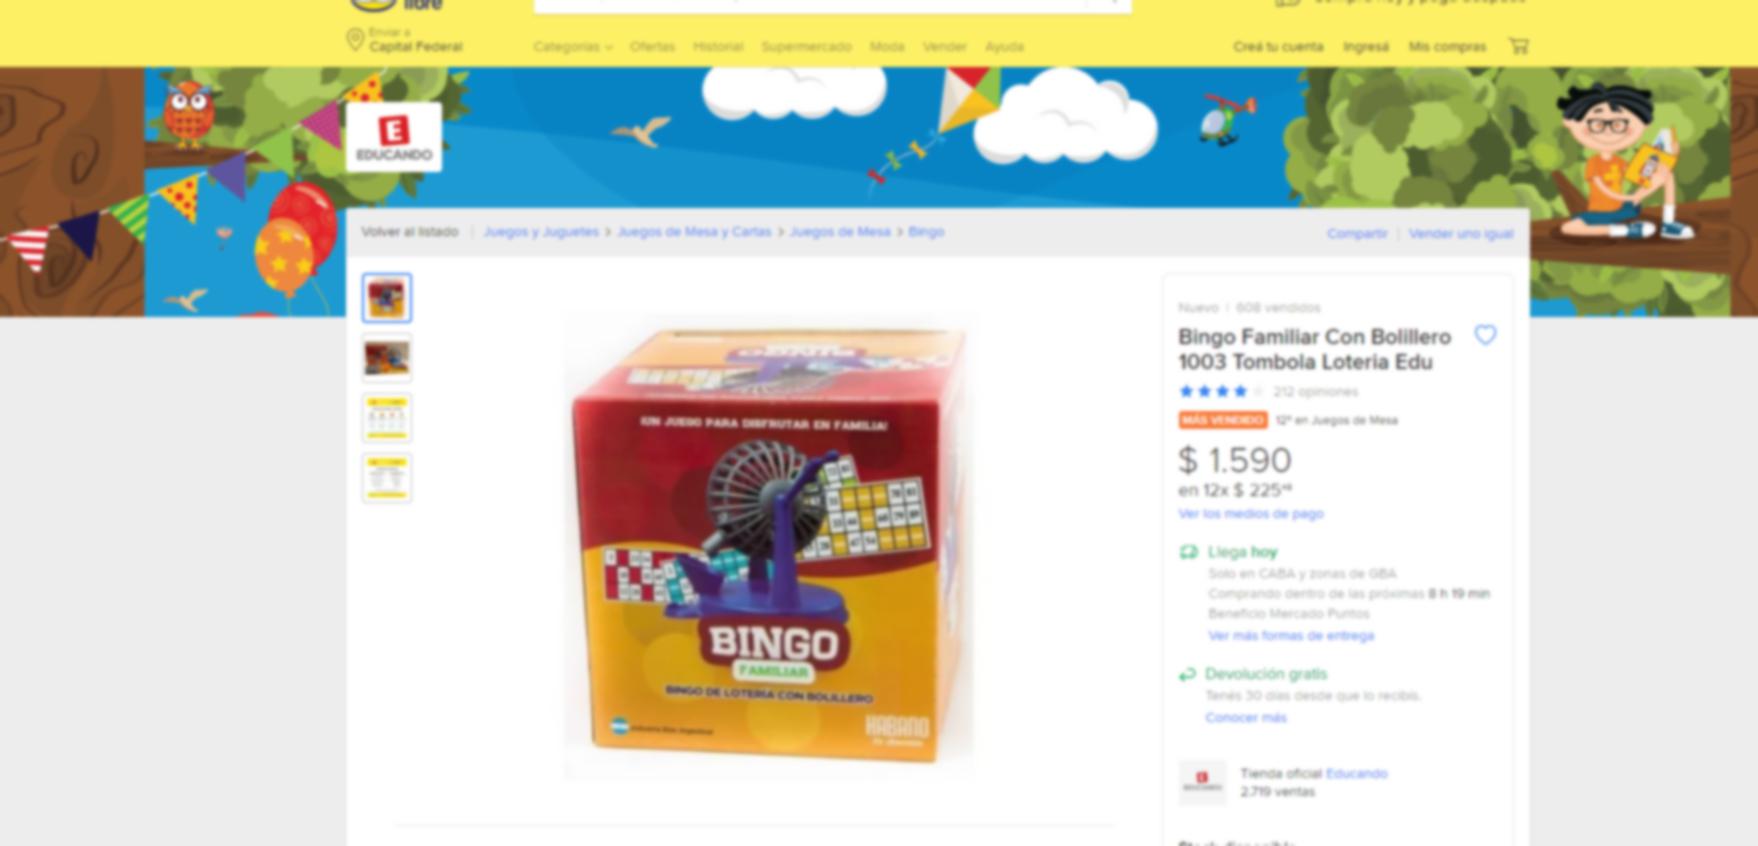 libre
Enviar a
Capital Federal
Categorías Ofertas Historial Supermercado Moda Vender Ayuda
Creá tu cuenta Ingresá Mis compras
E
EDUCANDO
Volver al listado | Juegos y Juguetes > Juegos de Mesa y Cartas > Juegos de Mesa > Bingo
Compartir | Vender uno igual
¡UN JUEGO PARA DISFRUTAR EN FAMILIA!
BINGO
FAMILIAR
BINGO DE LOTERIA CON BOLILLERO
Industria Argentina
HABANO
Nuevo | 608 vendidos
Bingo Familiar Con Bolillero
1003 Tombola Loteria Edu
212 opiniones
MÁS VENDIDO 12º en Juegos de Mesa
$ 1.590
en 12x $ 225
Ver los medios de pago
Llega hoy
Solo en CABA y zonas de GBA
Comprando dentro de las próximas 8 h 19 min
Beneficio Mercado Puntos
Ver más formas de entrega
Devolución gratis
Tenés 30 días desde que lo recibís.
Conocer más
EDUCANDO
Tienda oficial Educando
2.719 ventas
Stock disponible